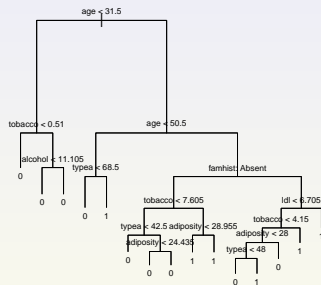 age < 31.5
tobacco < 0.51
age < 50.5
alcohol < 11.105
typea < 68.5
famhist: Absent
0
0
0
0
1
tobacco < 7.605
ldl < 6.705
typea < 42.5
adiposity < 28.955
tobacco < 4.15
adiposity < 24.435
adiposity < 28
0
0
0
1
1
typea < 48
1
0
0
1